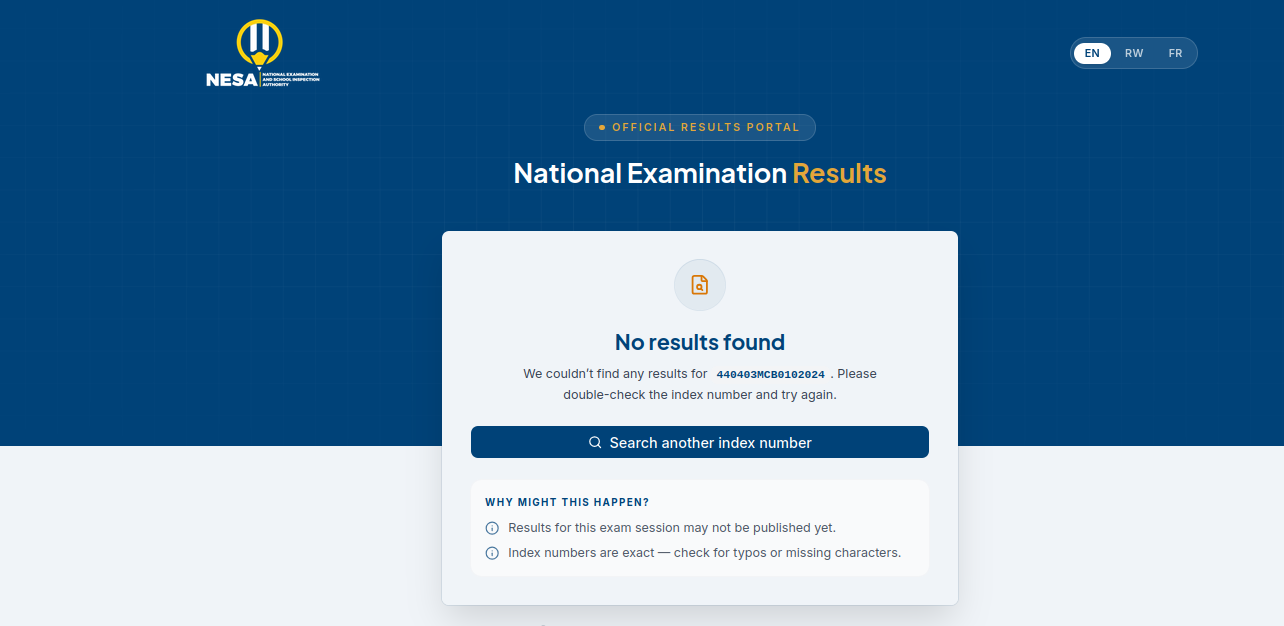 NESA
NATIONAL EXAMINATION
AND SCHOOL INSPECTION
AUTHORITY
EN RW FR
OFFICIAL RESULTS PORTAL
National Examination Results
No results found
We couldn’t find any results for 440403MCB0102024 . Please
double-check the index number and try again.
Search another index number
WHY MIGHT THIS HAPPEN?
Results for this exam session may not be published yet.
Index numbers are exact — check for typos or missing characters.